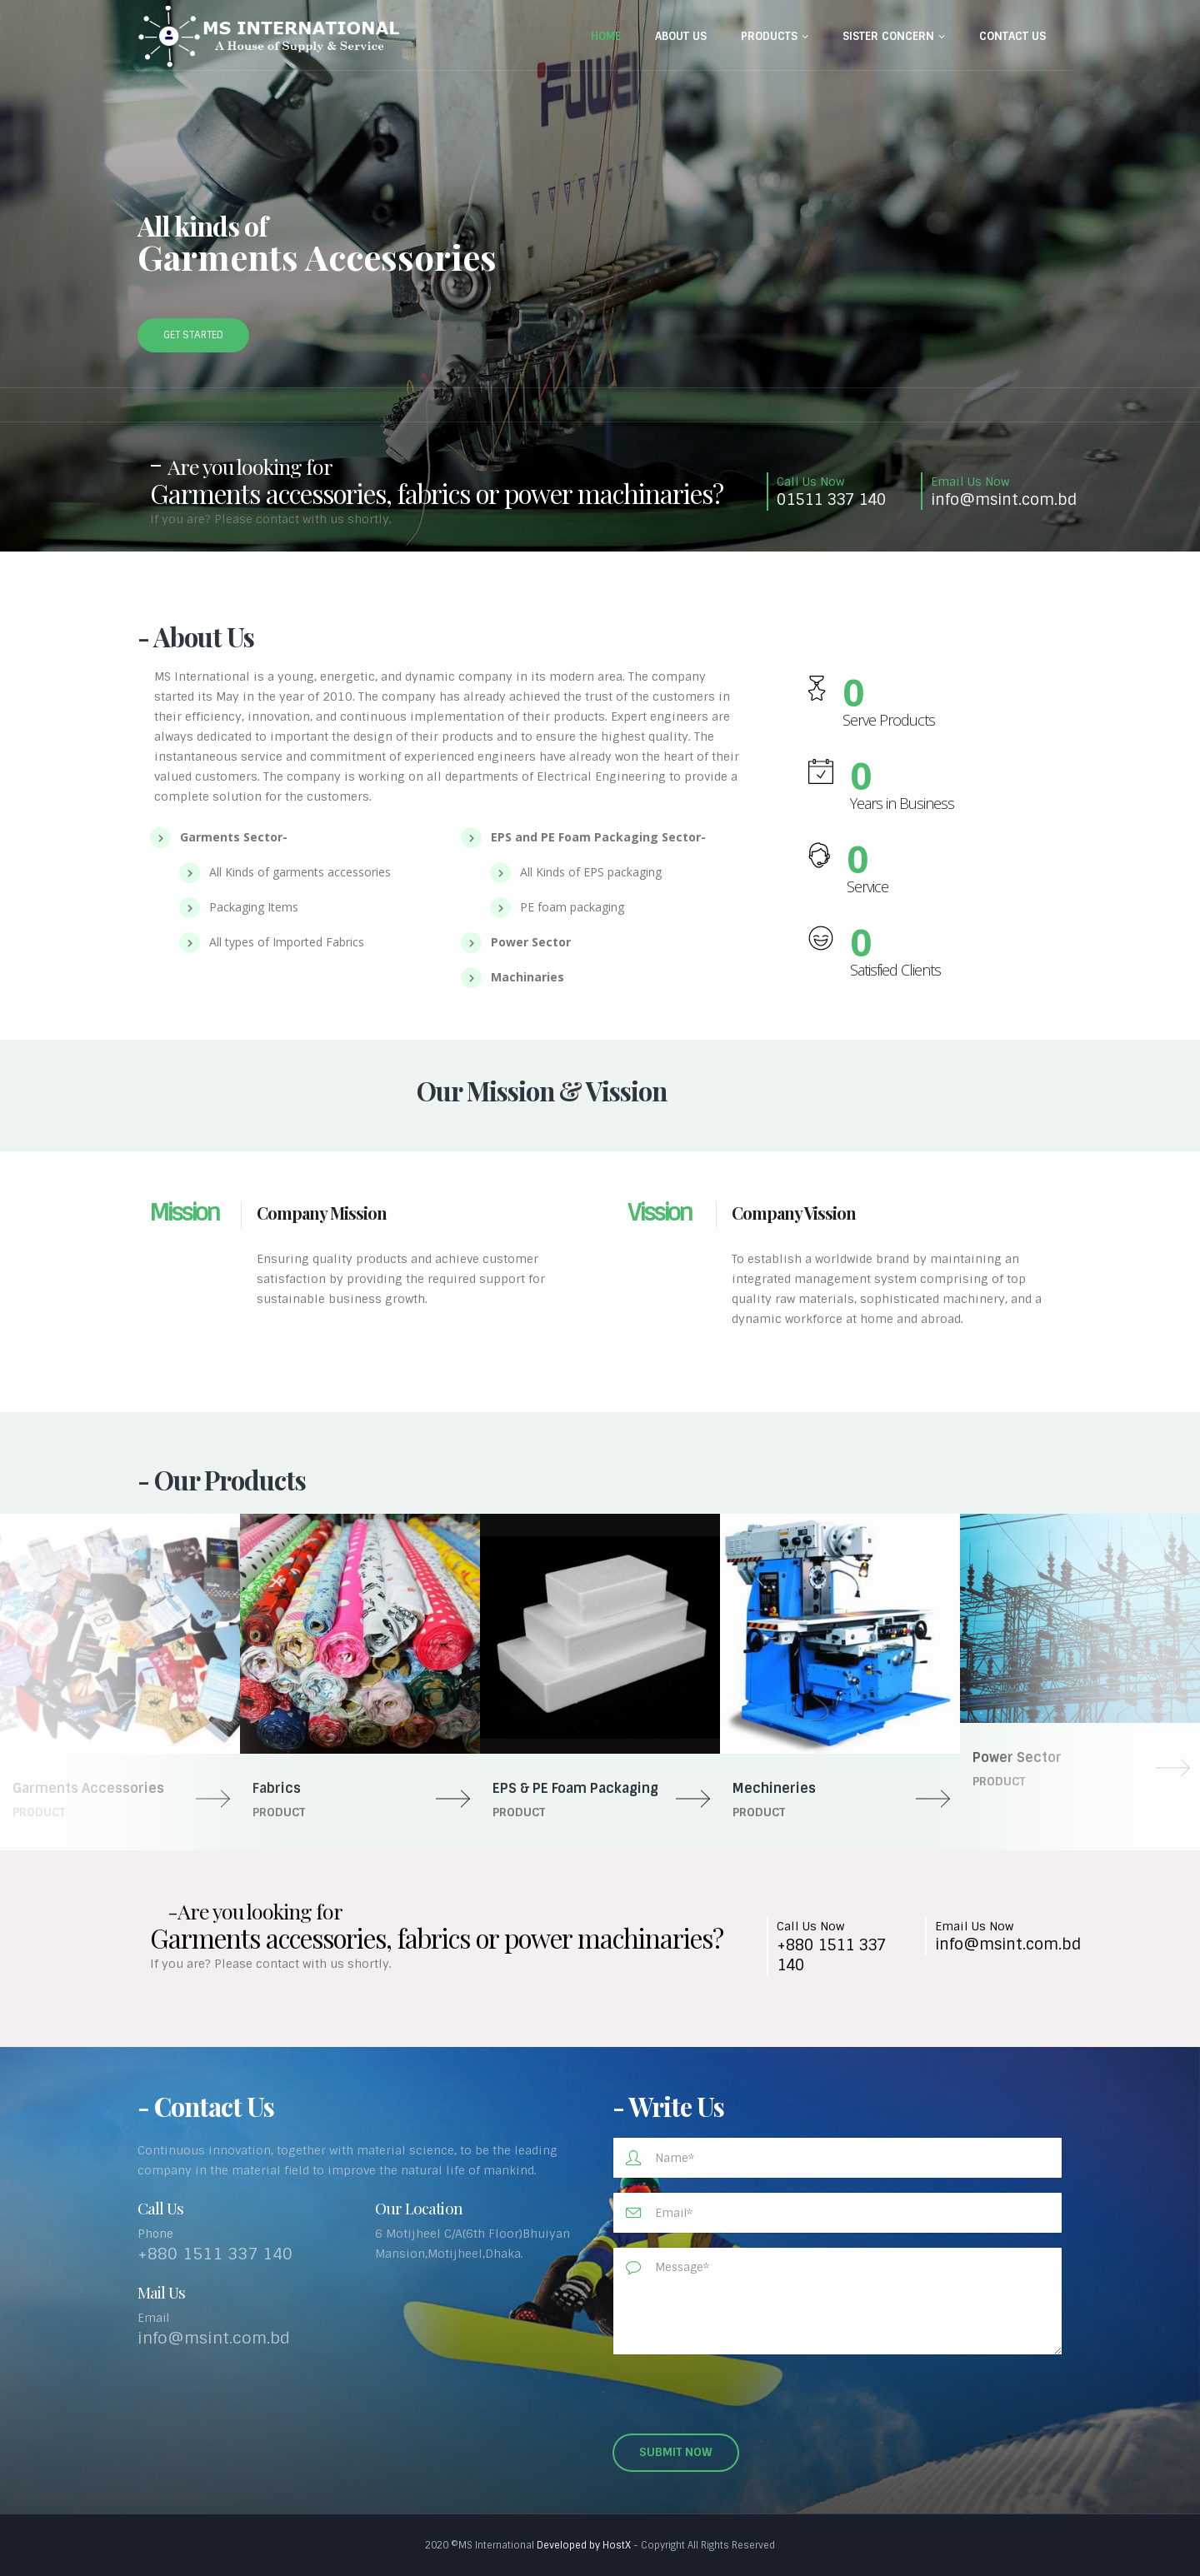 MS INTERNATIONAL
A House of Supply & Service
HOME
ABOUT US
PRODUCTS
SISTER CONCERN
CONTACT US
FUWEI
All kinds of
Garments Accessories
GET STARTED
– Are you looking for
Garments accessories, fabrics or power machinaries?
If you are? Please contact with us shortly.
Call Us Now
01511 337 140
Email Us Now
info@msint.com.bd
- About Us
MS International is a young, energetic, and dynamic company in its modern area. The company
started its May in the year of 2010. The company has already achieved the trust of the customers in
their efficiency, innovation, and continuous implementation of their products. Expert engineers are
always dedicated to important the design of their products and to ensure the highest quality. The
instantaneous service and commitment of experienced engineers have already won the heart of their
valued customers. The company is working on all departments of Electrical Engineering to provide a
complete solution for the customers.
Garments Sector-
All Kinds of garments accessories
Packaging Items
All types of Imported Fabrics
EPS and PE Foam Packaging Sector-
All Kinds of EPS packaging
PE foam packaging
Power Sector
Machinaries
0
Serve Products
0
Years in Business
0
Service
0
Satisfied Clients
Our Mission & Vission
Mission
Company Mission
Ensuring quality products and achieve customer
satisfaction by providing the required support for
sustainable business growth.
Vission
Company Vission
To establish a worldwide brand by maintaining an
integrated management system comprising of top
quality raw materials, sophisticated machinery, and a
dynamic workforce at home and abroad.
- Our Products
Garments Accessories
PRODUCT
Fabrics
PRODUCT
EPS & PE Foam Packaging
PRODUCT
Mechineries
PRODUCT
Power Sector
PRODUCT
-Are you looking for
Garments accessories, fabrics or power machinaries?
If you are? Please contact with us shortly.
Call Us Now
+880 1511 337
140
Email Us Now
info@msint.com.bd
- Contact Us
Continuous innovation, together with material science, to be the leading
company in the material field to improve the natural life of mankind.
Call Us
Phone
+880 1511 337 140
Mail Us
Email
info@msint.com.bd
Our Location
6 Motijheel C/A(6th Floor)Bhuiyan
Mansion,Motijheel,Dhaka.
- Write Us
Name*
Email*
Message*
SUBMIT NOW
2020 ©MS International Developed by HostX - Copyright All Rights Reserved